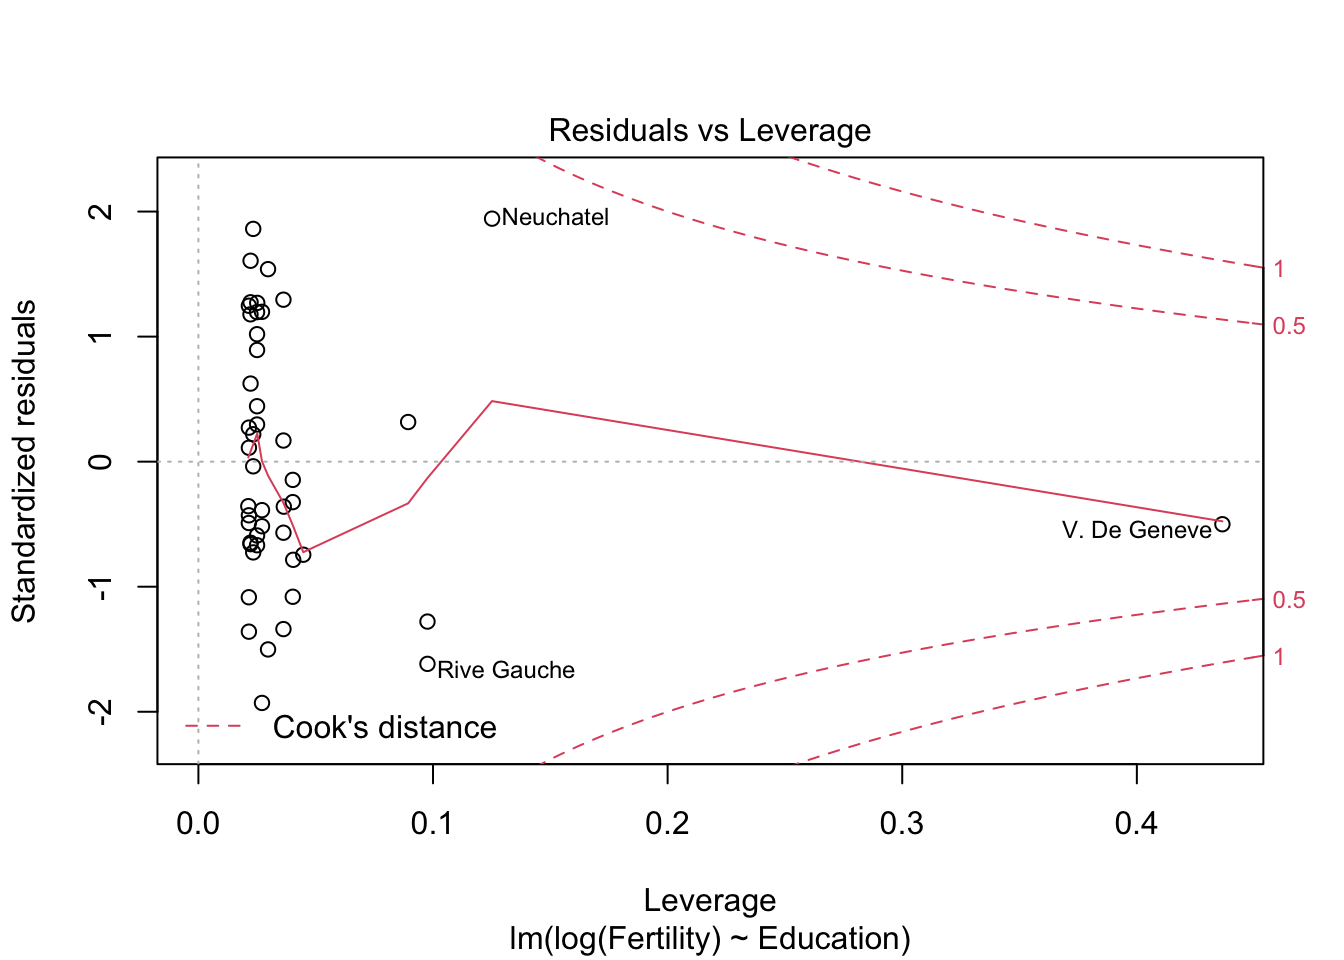 Residuals vs Leverage
Standardized residuals
2
1
0
-1
-2
Neuchatel
V. De Geneve
Rive Gauche
1
0.5
0.5
1
Cook's distance
0.0 0.1 0.2 0.3 0.4
Leverage
lm(log(Fertility) ~ Education)